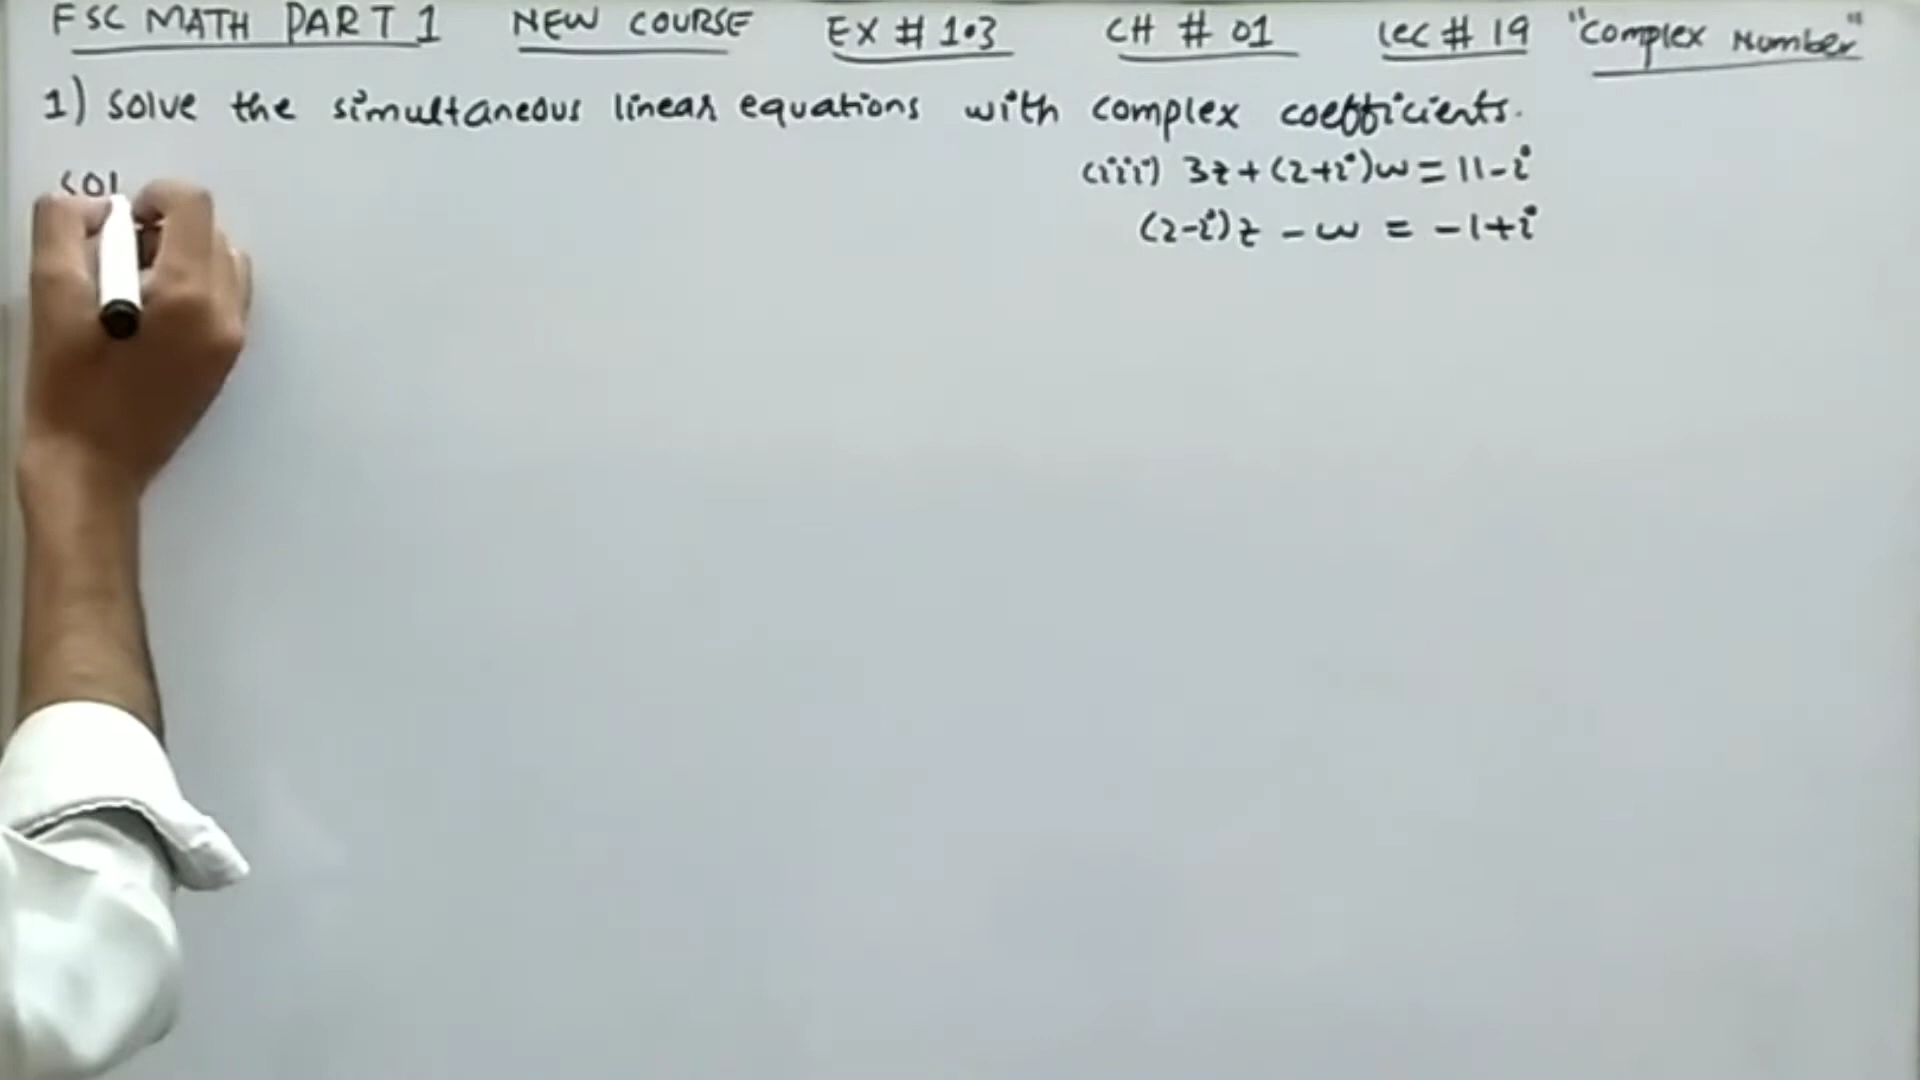 FSC MATH PART 1 NEW COURSE EX # 1.3 CH # 01 Lec # 19 "Complex Number"
1) Solve the simultaneous linear equations with complex coefficients.
(iii) 3z+(2+i)w=11-i
(2-i)z-w=-1+i
Sol